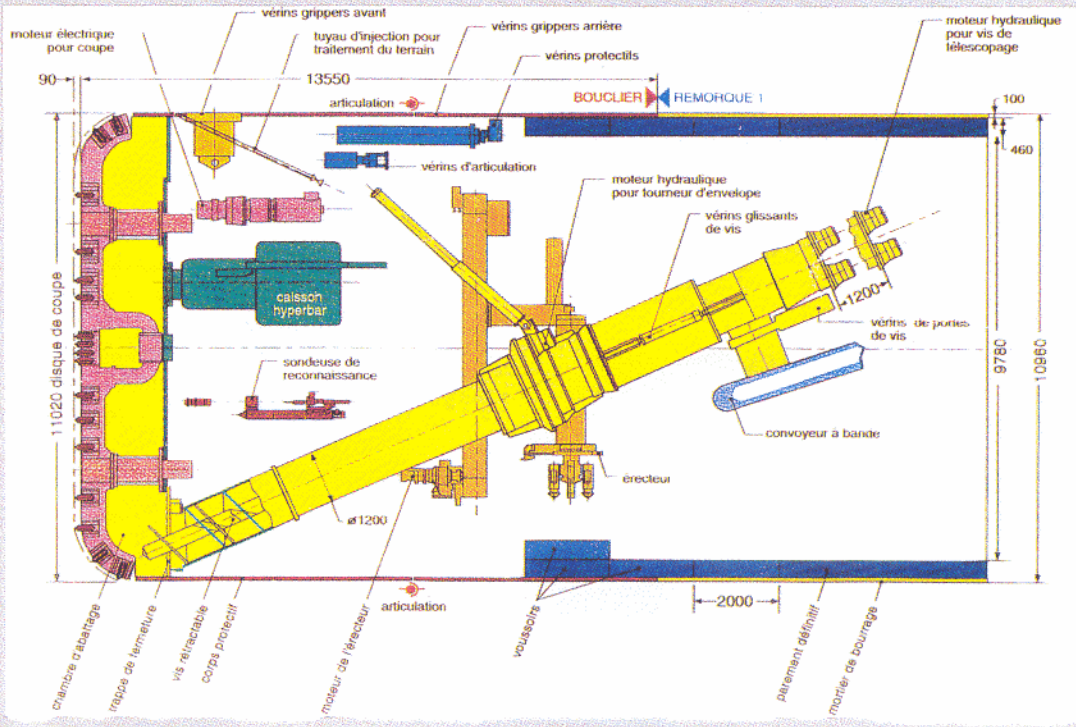 vérins grippers avant
moteur électrique
pour coupe
tuyau d'injection pour
traitement du terrain
vérins grippers arrière
vérins protectifs
moteur hydraulique
pour vis de
télescopage
90
13550
articulation
BOUCLIER
REMORQUE 1
100
460
vérins d'articulation
moteur hydraulique
pour tourneur d'envelope
vérins glissants
de vis
caisson
hyperbar
1200
vérins de portes
de vis
sondeuse de
reconnaissance
11020 disque de coupe
9780
10960
convoyeur à bande
érecteur
ø1200
articulation
2000
chambre d'abattage
trappe de fermeture
vis rétractable
corps protectif
moteur de l'érecteur
voussoirs
parement définitif
mortier de bourrage